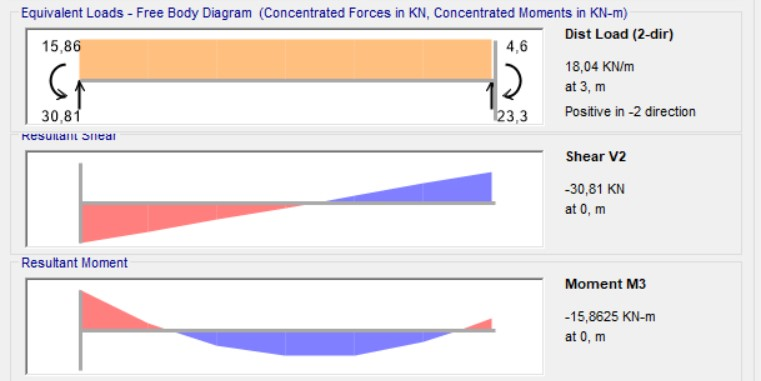 Equivalent Loads - Free Body Diagram (Concentrated Forces in KN, Concentrated Moments in KN-m)
15,86
4,6
30,81
23,3
Dist Load (2-dir)
18,04 KN/m
at 3, m
Positive in -2 direction
Resultant Shear
Shear V2
-30,81 KN
at 0, m
Resultant Moment
Moment M3
-15,8625 KN-m
at 0, m